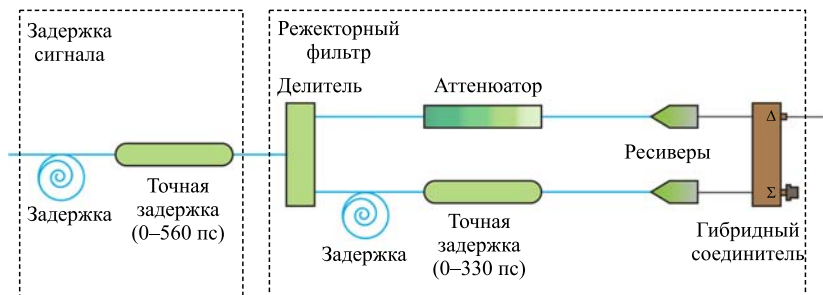 Задержка
сигнала
Задержка
Точная
задержка
(0–560 пс)
Режекторный
фильтр
Делитель
Аттенюатор
Ресиверы
Δ
Σ
Задержка
Точная
задержка
(0–330 пс)
Гибридный
соединитель